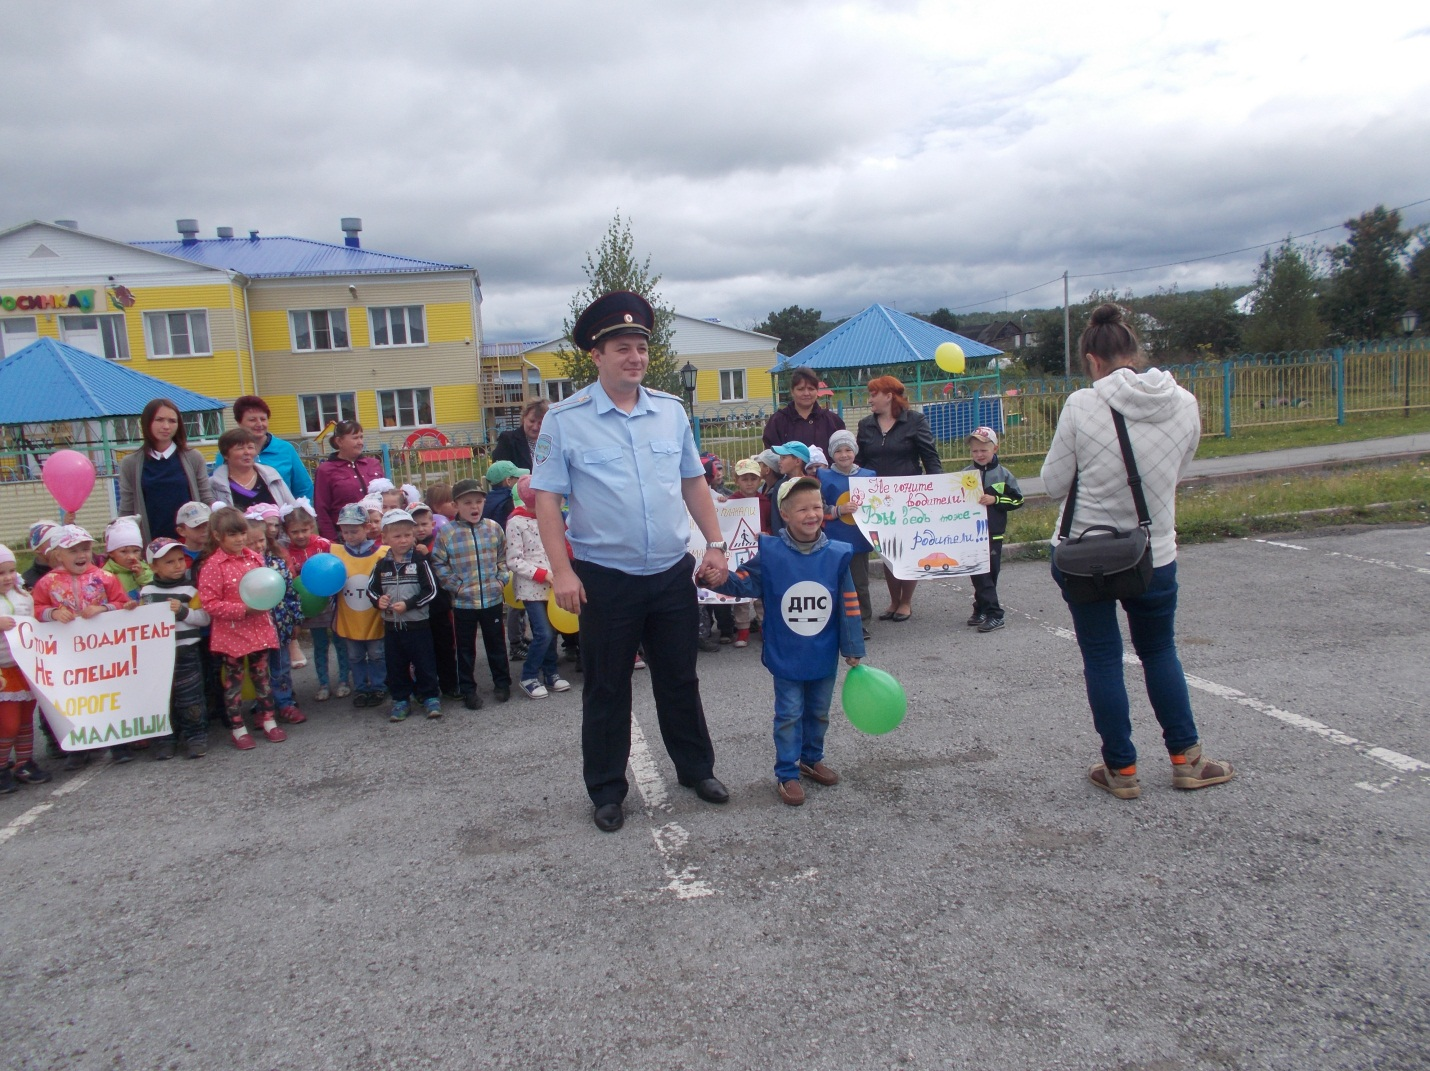 РОСИНКА
СТОЙ ВОДИТЕЛЬ-
НЕ СПЕШИ!
ДОРОГЕ
МАЛЫШИ
ДПС
Не гоните
водители!
Вы ведь тоже-
родители!!!